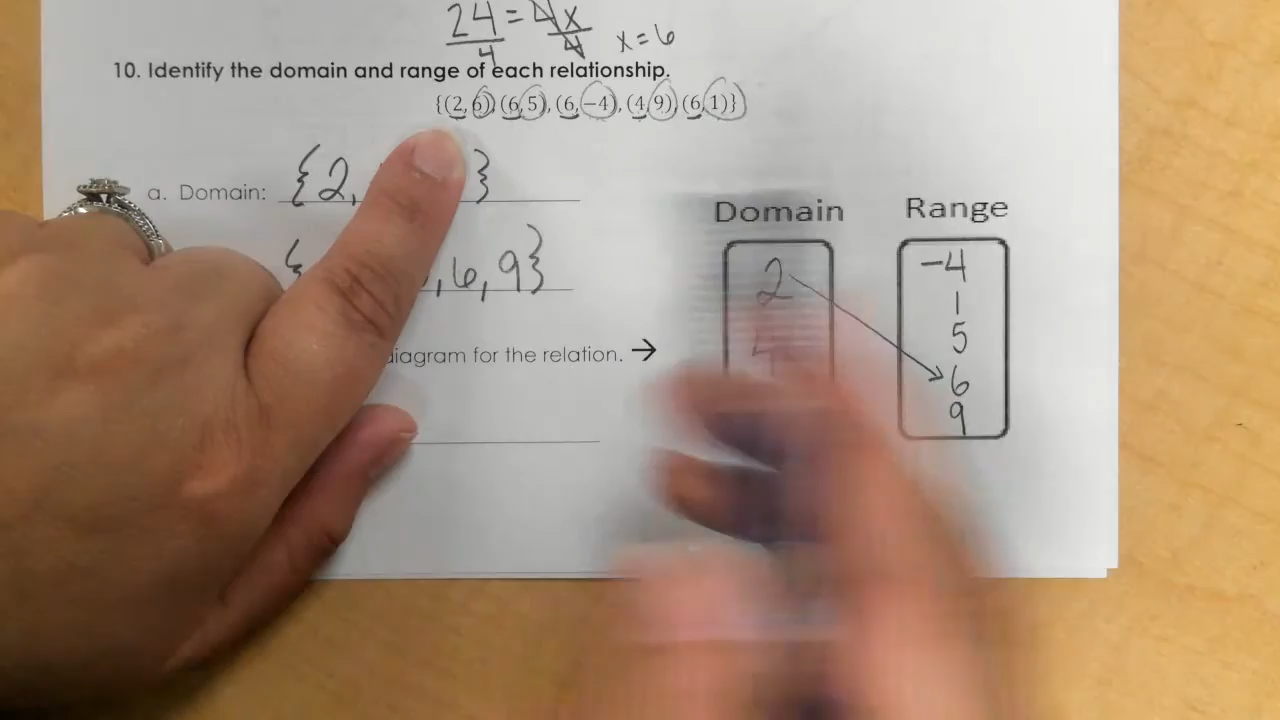 24 = 4x
4 4 x=6
10. Identify the domain and range of each relationship.
{(2,6),(6,5),(6,-4),(4,9),(6,1)}
a. Domain: {2, }
{ ,6,9}
diagram for the relation. →
Domain Range
2 -4
1
4 5
6
9